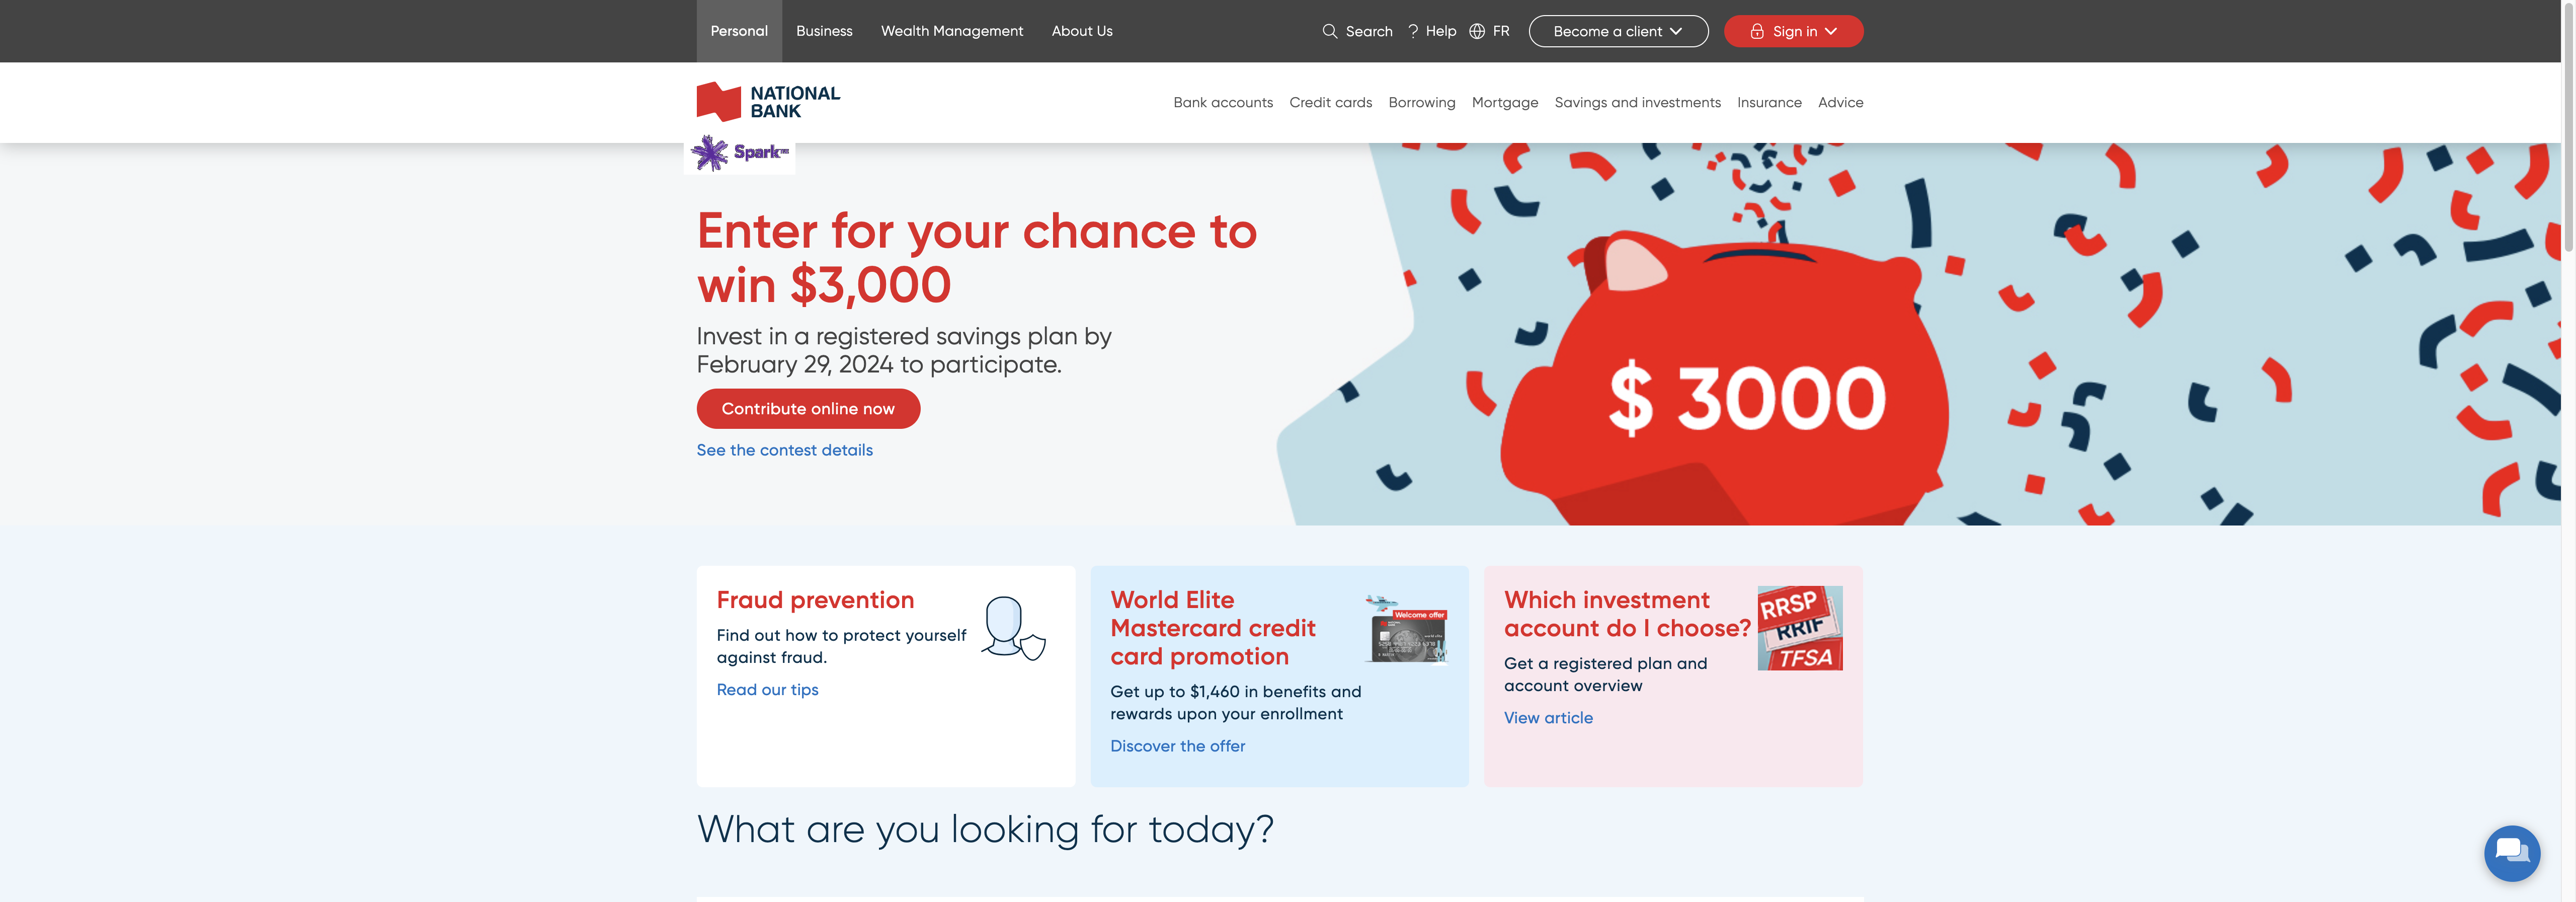 Personal Business Wealth Management About Us Search Help FR Become a client Sign in
NATIONAL
BANK
Bank accounts Credit cards Borrowing Mortgage Savings and investments Insurance Advice
Spark
Enter for your chance to
win $3,000
Invest in a registered savings plan by
February 29, 2024 to participate.
Contribute online now
See the contest details
$ 3000
Fraud prevention
Find out how to protect yourself
against fraud.
Read our tips
World Elite
Mastercard credit
card promotion
Get up to $1,460 in benefits and
rewards upon your enrollment
Discover the offer
Welcome offer
Which investment
account do I choose?
Get a registered plan and
account overview
View article
RRSP
RRIF
TFSA
What are you looking for today?